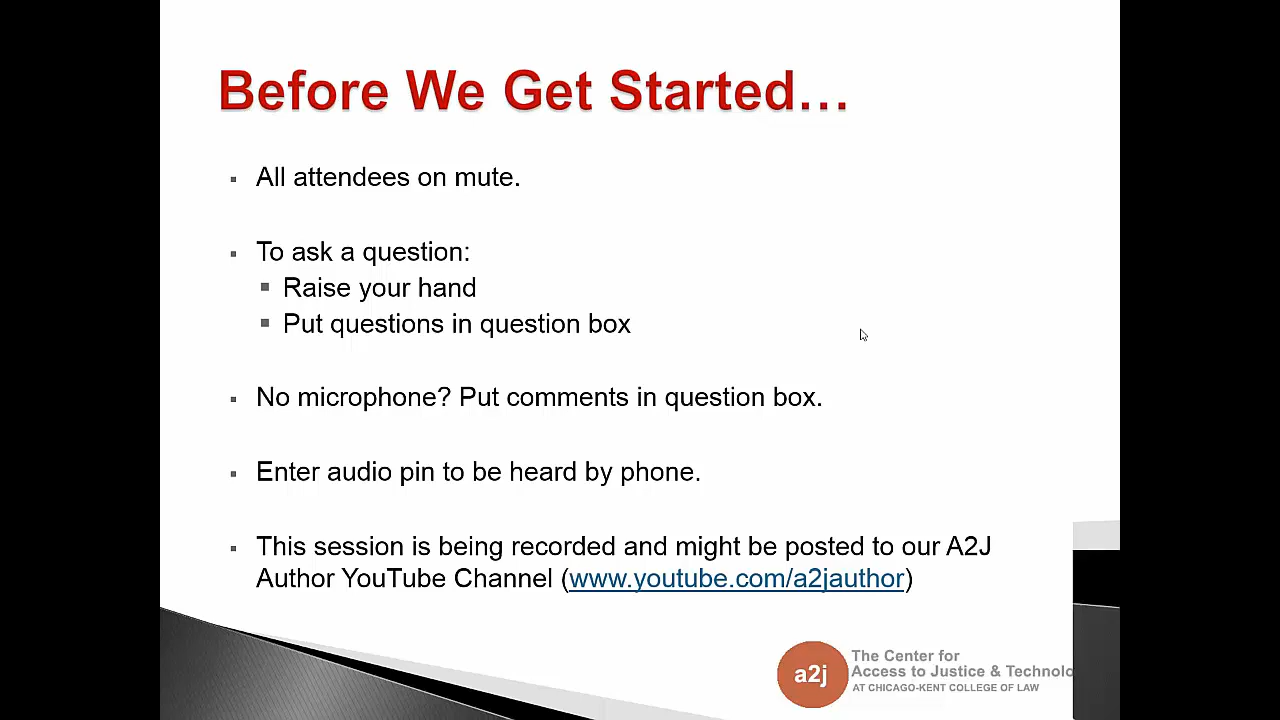 Before We Get Started…
All attendees on mute.
To ask a question:
Raise your hand
Put questions in question box
No microphone? Put comments in question box.
Enter audio pin to be heard by phone.
This session is being recorded and might be posted to our A2J
Author YouTube Channel (www.youtube.com/a2jauthor)
a2j
The Center for
Access to Justice & Technolo
AT CHICAGO-KENT COLLEGE OF LAW